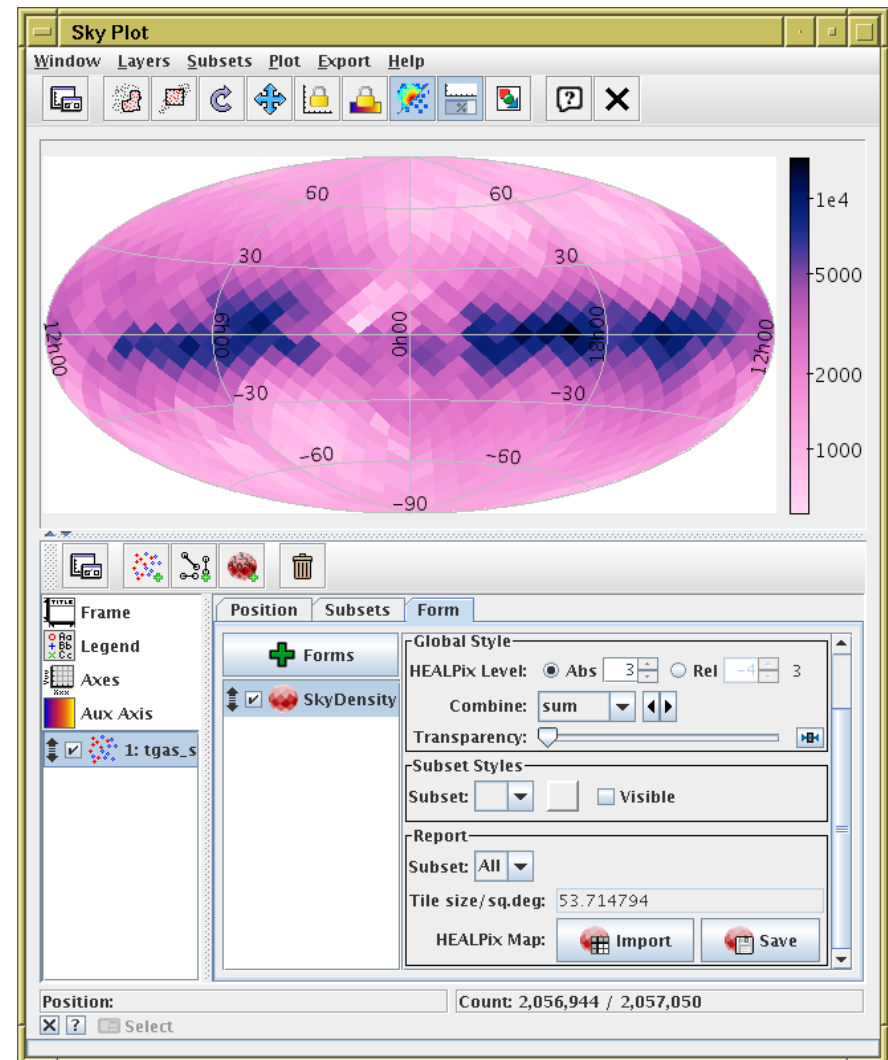 Sky Plot
Window Layers Subsets Plot Export Help
60 60
30 30
12h00 6h00 0h00 18h00 12h00
-30 -30
-60 -60
-90
1e4
5000
2000
1000
Frame
Legend
Axes
Aux Axis
1: tgas_s
Position Subsets Form
Forms
SkyDensity
Global Style
HEALPix Level: Abs 3 Rel -4 3
Combine: sum
Transparency:
Subset Styles
Subset: Visible
Report
Subset: All
Tile size/sq.deg: 53.714794
HEALPix Map: Import Save
Position: Count: 2,056,944 / 2,057,050
Select